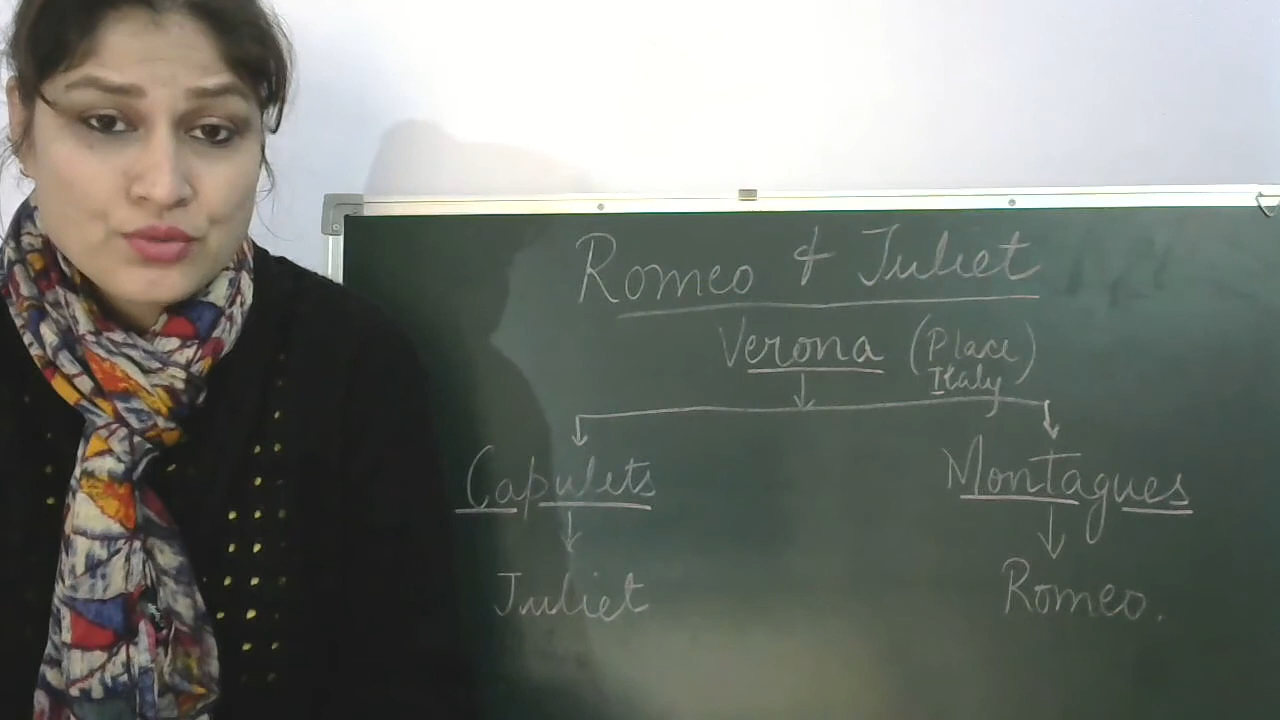 Romeo & Juliet
Verona (Place
Italy)
Capulets Montagues
Juliet Romeo.